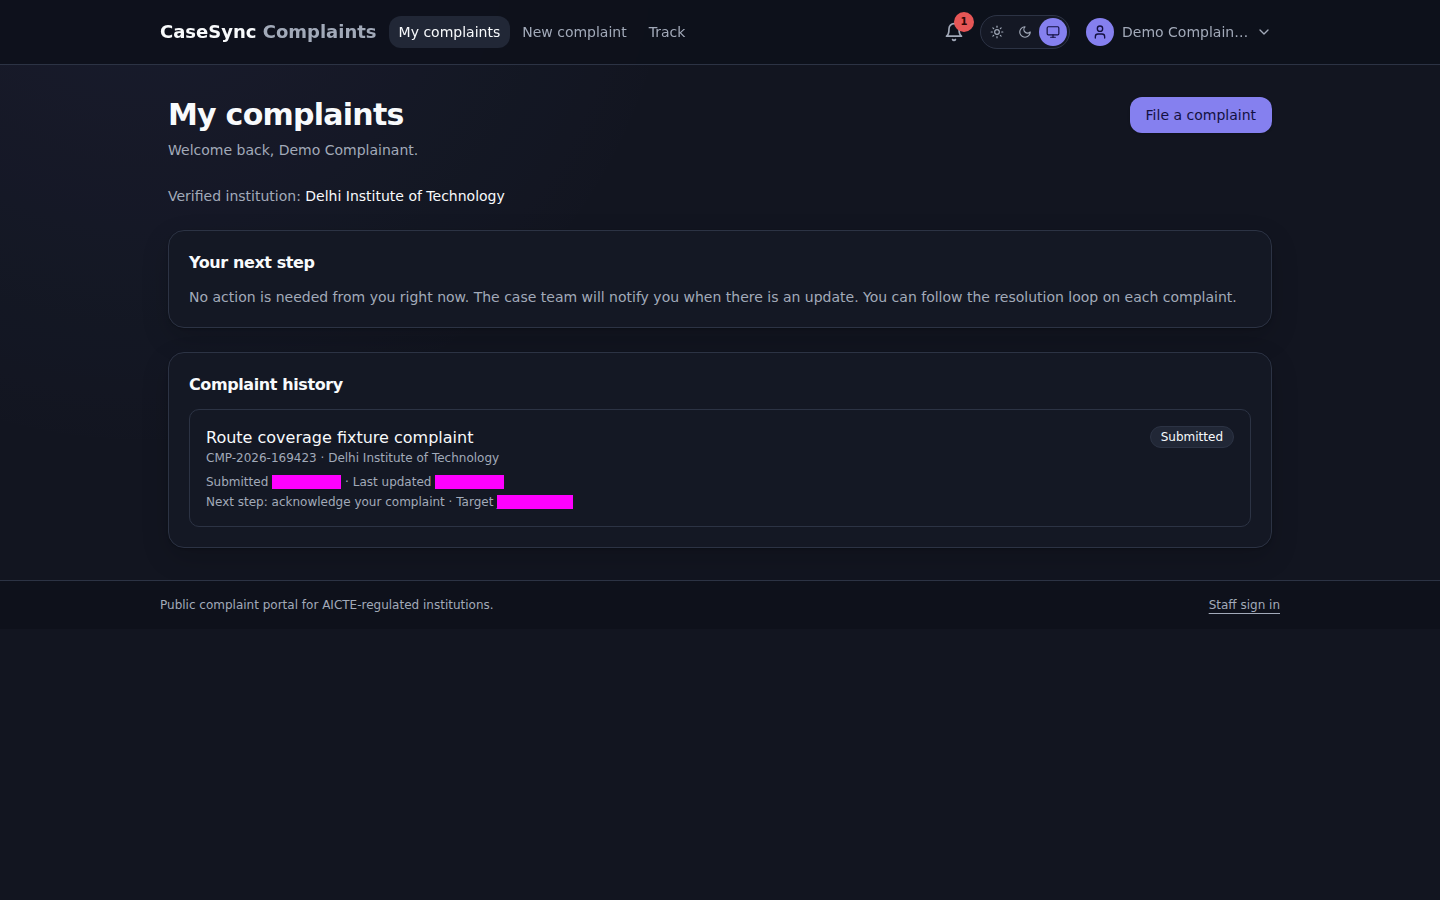 CaseSync Complaints My complaints New complaint Track 1 Demo Complain...
My complaints
File a complaint
Welcome back, Demo Complainant.
Verified institution: Delhi Institute of Technology
Your next step
No action is needed from you right now. The case team will notify you when there is an update. You can follow the resolution loop on each complaint.
Complaint history
Route coverage fixture complaint
Submitted
CMP-2026-169423 · Delhi Institute of Technology
Submitted · Last updated
Next step: acknowledge your complaint · Target
Public complaint portal for AICTE-regulated institutions.
Staff sign in